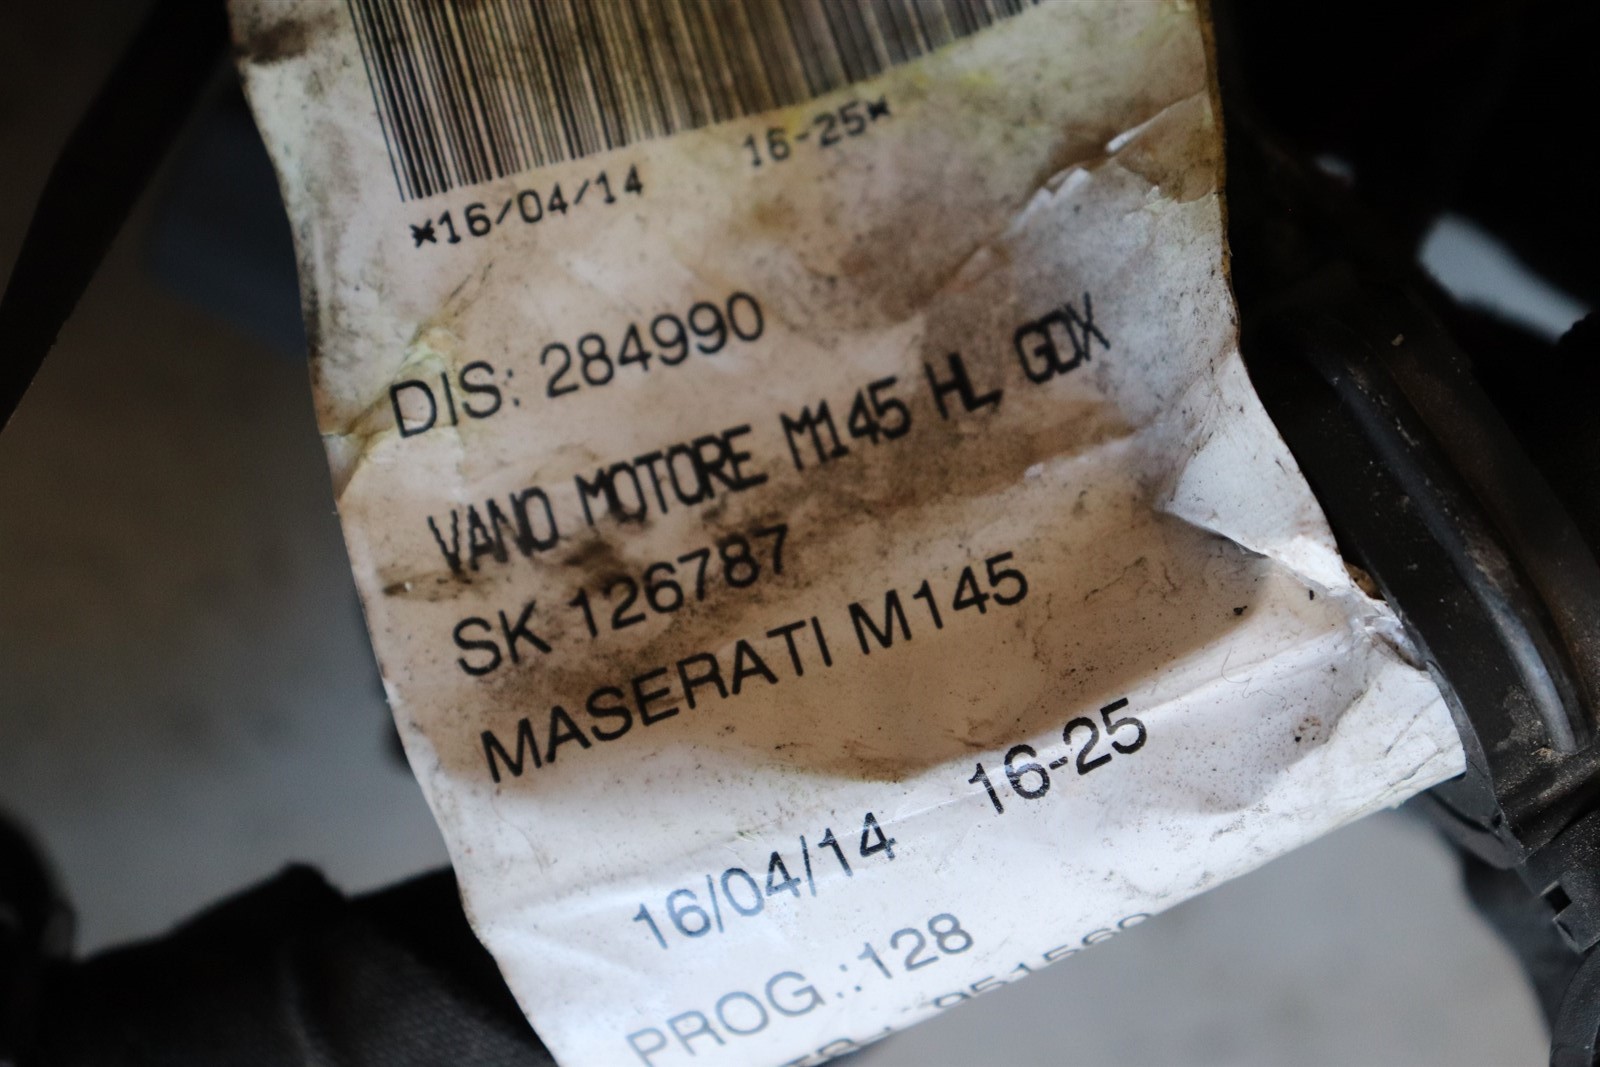 *16/04/14 16-25*
DIS: 284990
VANO MOTORE M145 HL GDX
SK 126787
MASERATI M145
16/04/14 16-25
PROG.:128